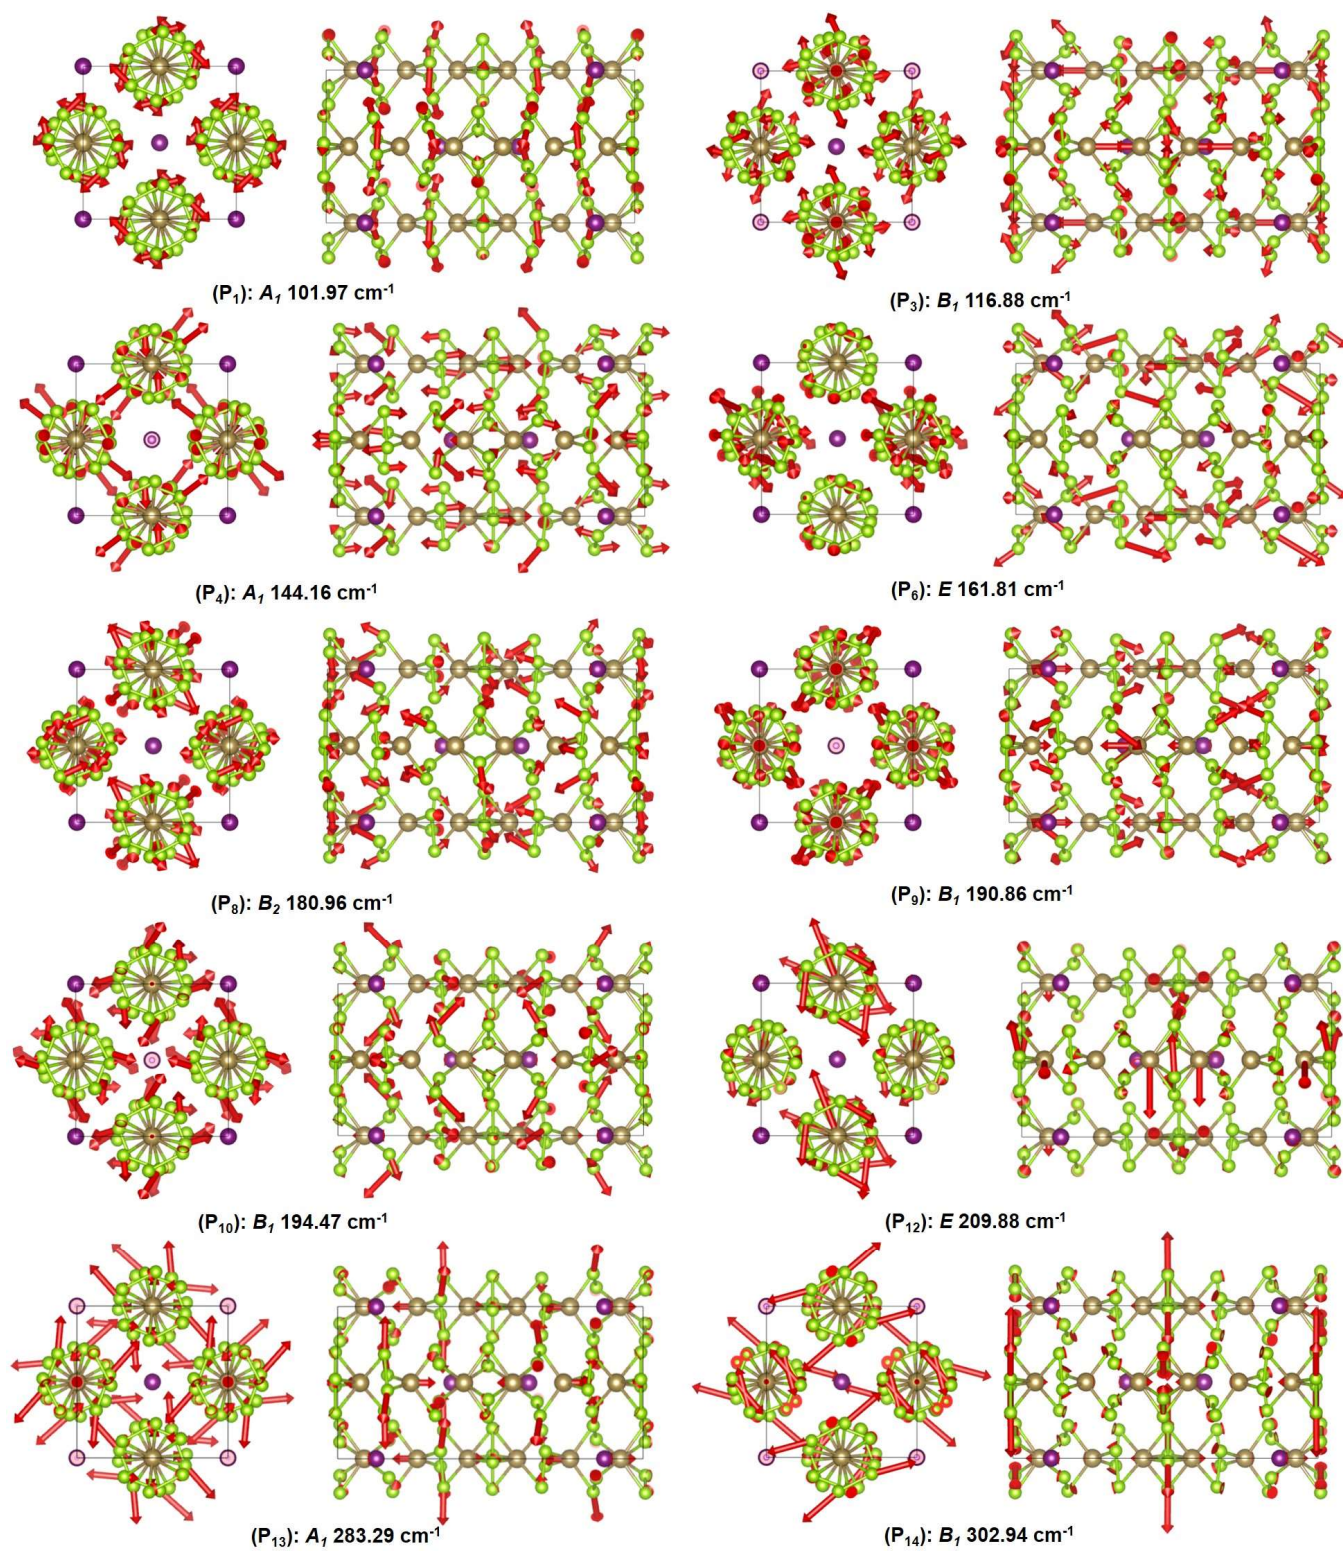 (P₁): A₁ 101.97 cm⁻¹
(P₃): B₁ 116.88 cm⁻¹
(P₄): A₁ 144.16 cm⁻¹
(P₆): E 161.81 cm⁻¹
(P₈): B₂ 180.96 cm⁻¹
(P₉): B₁ 190.86 cm⁻¹
(P₁₀): B₁ 194.47 cm⁻¹
(P₁₂): E 209.88 cm⁻¹
(P₁₃): A₁ 283.29 cm⁻¹
(P₁₄): B₁ 302.94 cm⁻¹